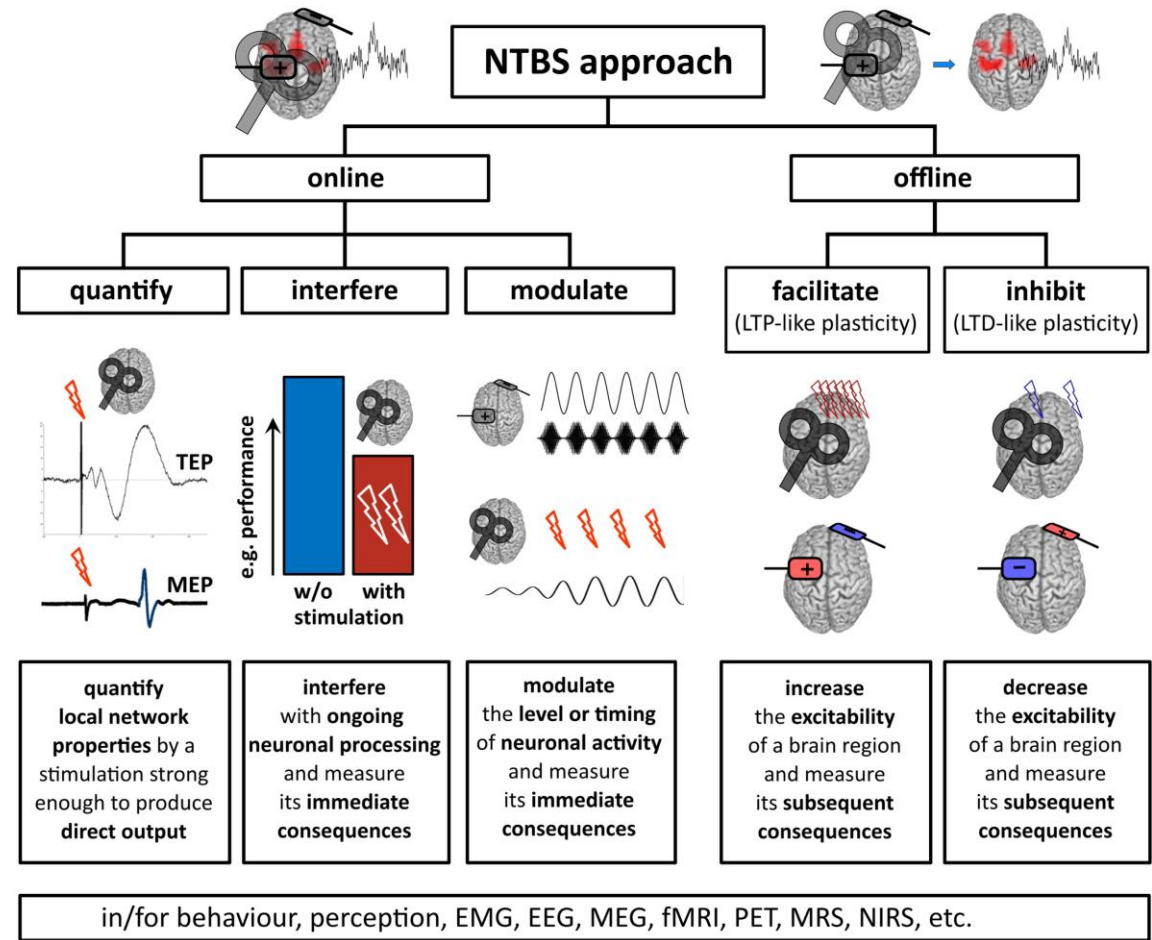 NTBS approach
online
offline
quantify
interfere
modulate
facilitate
(LTP-like plasticity)
inhibit
(LTD-like plasticity)
TEP
MEP
e.g. performance
w/o with
stimulation
+
+
+
-
+
-
quantify
local network
properties by a
stimulation strong
enough to produce
direct output
interfere
with ongoing
neuronal processing
and measure
its immediate
consequences
modulate
the level or timing
of neuronal activity
and measure
its immediate
consequences
increase
the excitability
of a brain region
and measure
its subsequent
consequences
decrease
the excitability
of a brain region
and measure
its subsequent
consequences
in/for behaviour, perception, EMG, EEG, MEG, fMRI, PET, MRS, NIRS, etc.